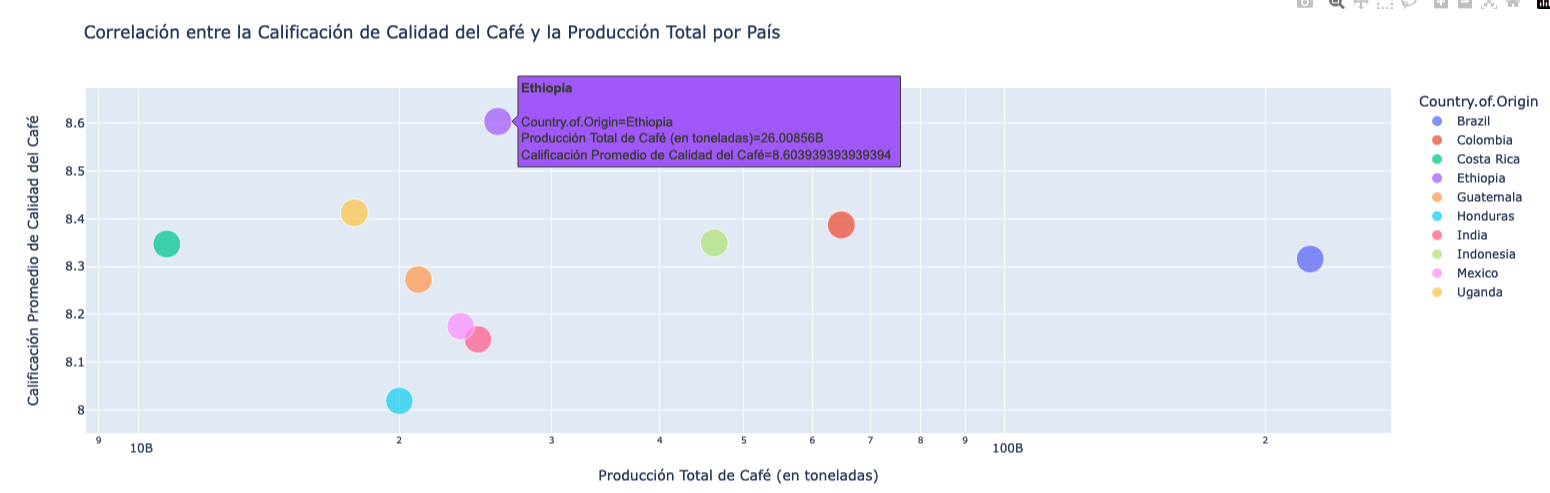 Correlación entre la Calificación de Calidad del Café y la Producción Total por País
Ethiopia
Country.of.Origin=Ethiopia
Producción Total de Café (en toneladas)=26.00856B
Calificación Promedio de Calidad del Café=8.603939393939394
Calificación Promedio de Calidad del Café
8.6
8.5
8.4
8.3
8.2
8.1
8
9
10B
2
3
4
5
6
7
8
9
100B
2
Producción Total de Café (en toneladas)
Country.of.Origin
Brazil
Colombia
Costa Rica
Ethiopia
Guatemala
Honduras
India
Indonesia
Mexico
Uganda